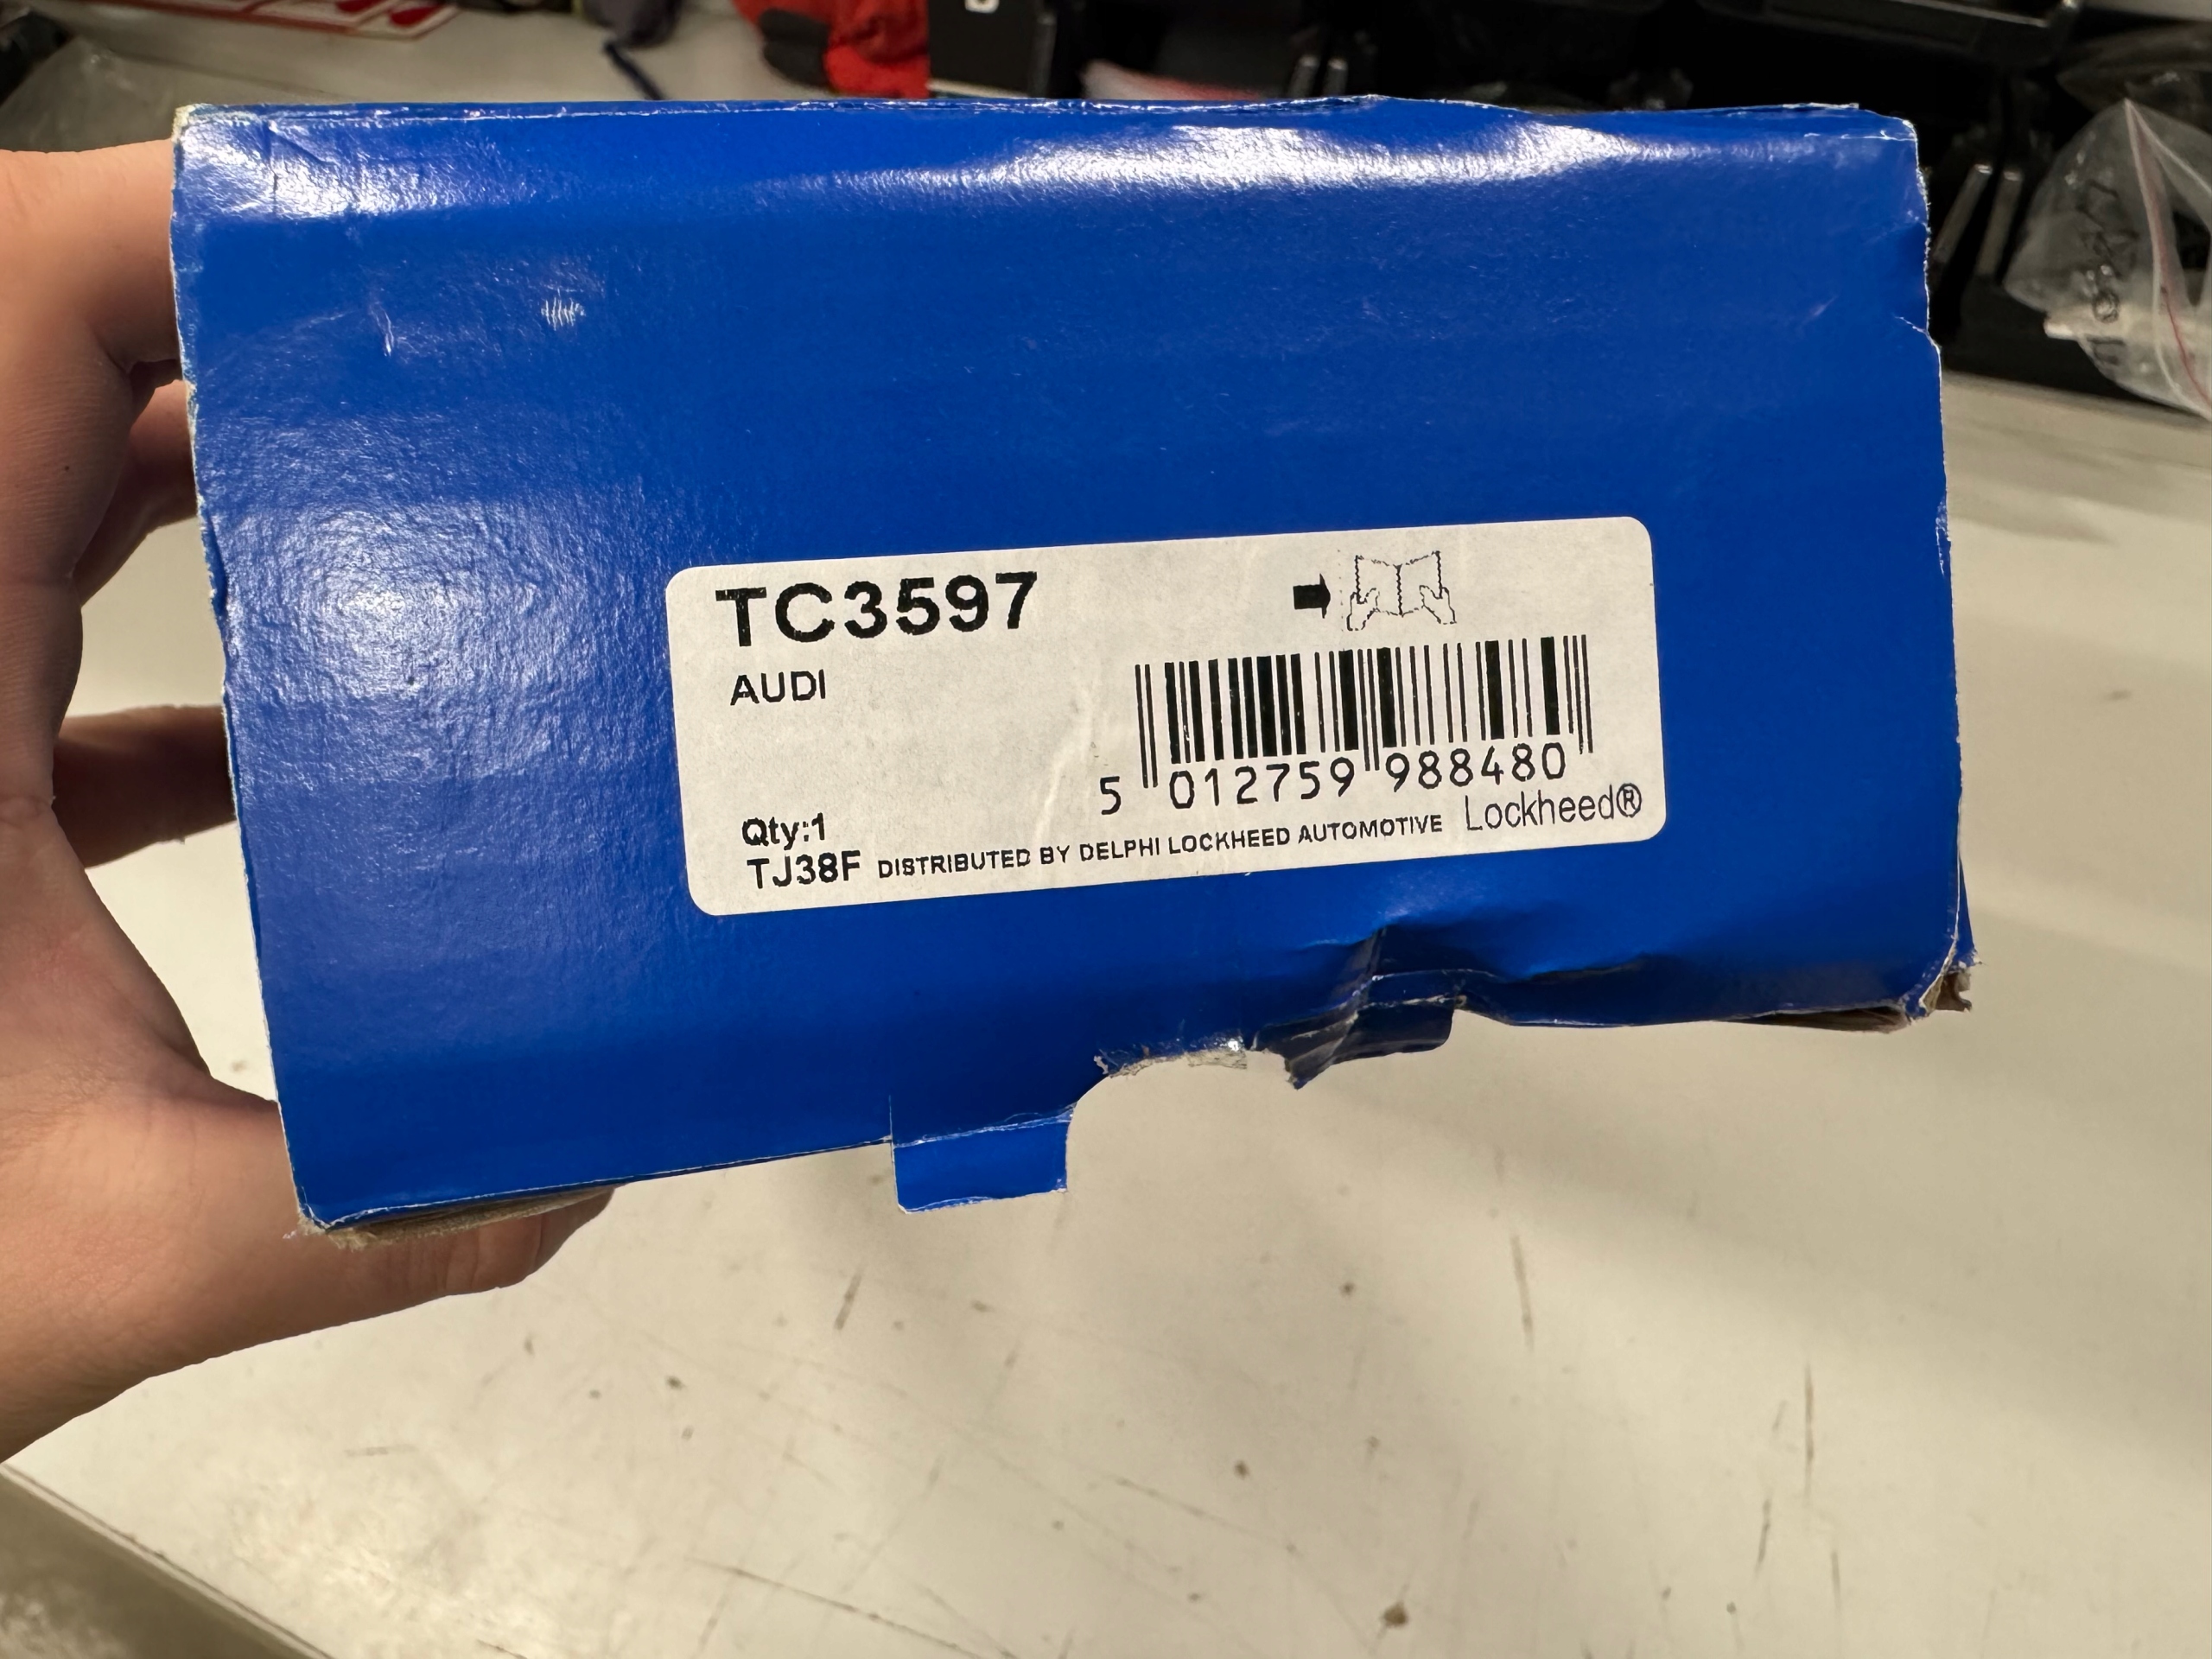 TC3597
AUDI
5 012759 988480
Qty:1
TJ38F DISTRIBUTED BY DELPHI LOCKHEED AUTOMOTIVE Lockheed®